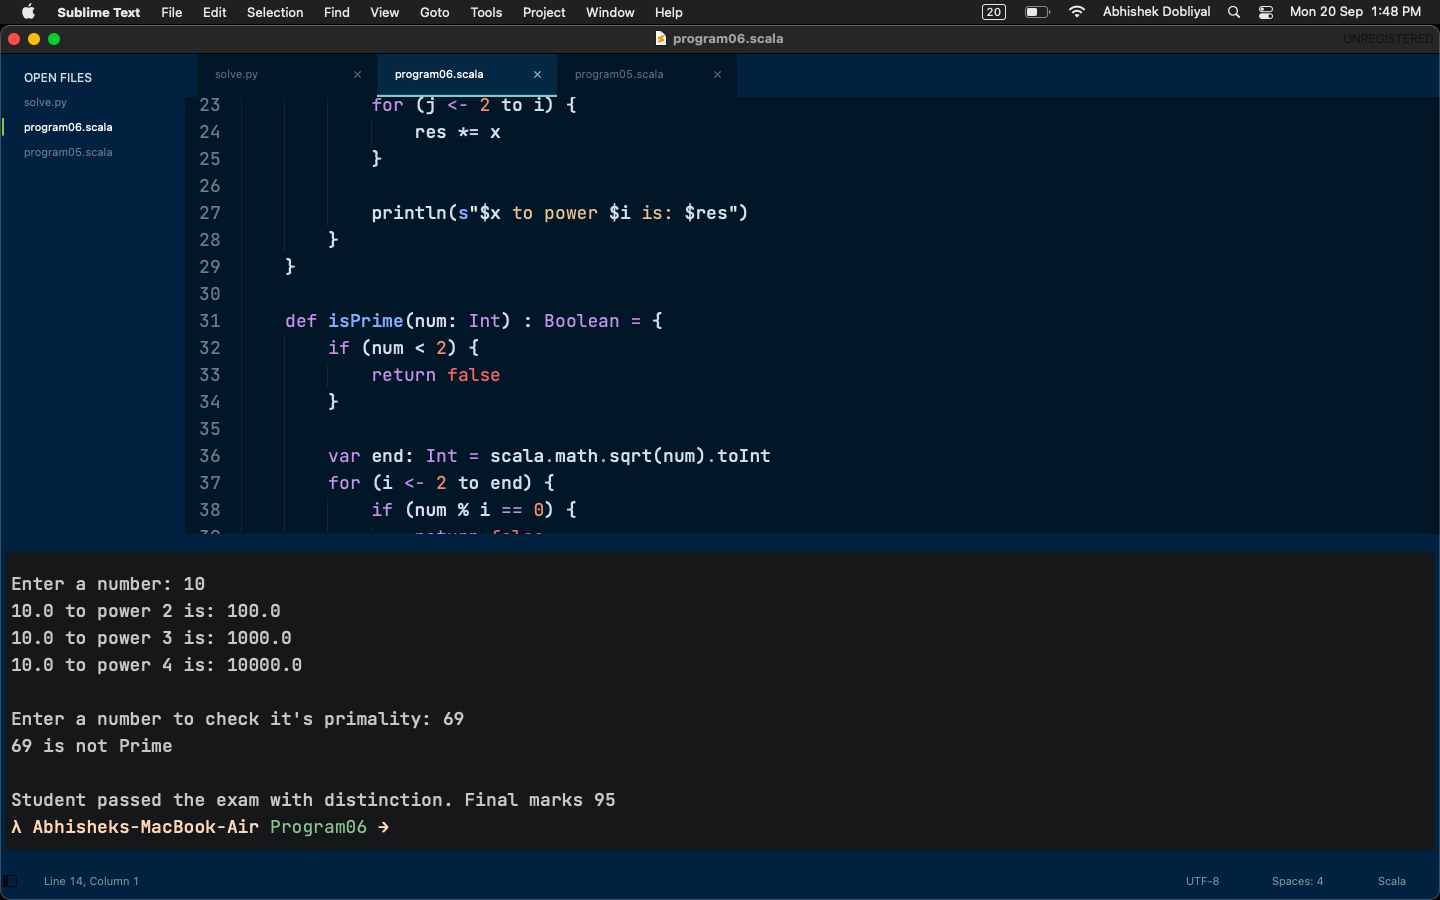 Sublime Text File Edit Selection Find View Goto Tools Project Window Help 20 Abhishek Dobliyal Mon 20 Sep 1:48 PM
program06.scala UNREGISTERED
OPEN FILES
solve.py
program06.scala
program05.scala
solve.py × program06.scala × program05.scala ×
23 for (j <- 2 to i) {
24 res *= x
25 }
26
27 println(s"$x to power $i is: $res")
28 }
29 }
30
31 def isPrime(num: Int) : Boolean = {
32 if (num < 2) {
33 return false
34 }
35
36 var end: Int = scala.math.sqrt(num).toInt
37 for (i <- 2 to end) {
38 if (num % i == 0) {
39 return false
Enter a number: 10
10.0 to power 2 is: 100.0
10.0 to power 3 is: 1000.0
10.0 to power 4 is: 10000.0
Enter a number to check it's primality: 69
69 is not Prime
Student passed the exam with distinction. Final marks 95
λ Abhisheks-MacBook-Air Program06 →
Line 14, Column 1 UTF-8 Spaces: 4 Scala